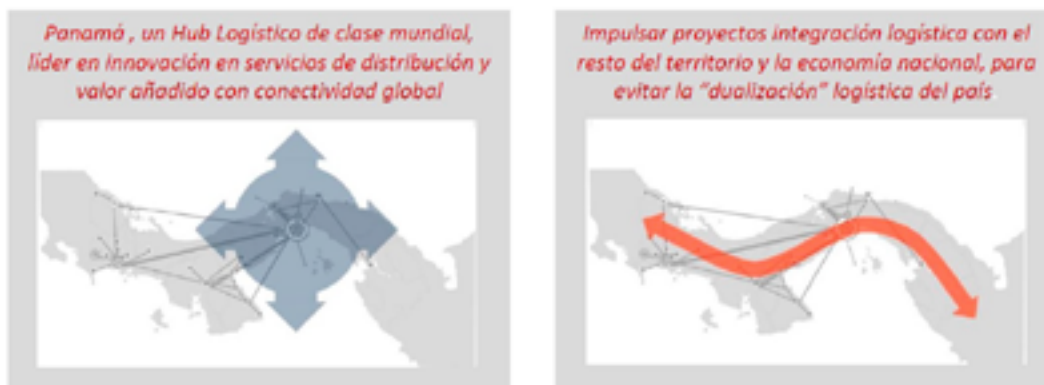 Panamá , un Hub Logístico de clase mundial,
líder en innovación en servicios de distribución y
valor añadido con conectividad global
Impulsar proyectos integración logística con el
resto del territorio y la economía nacional, para
evitar la “dualización” logística del país